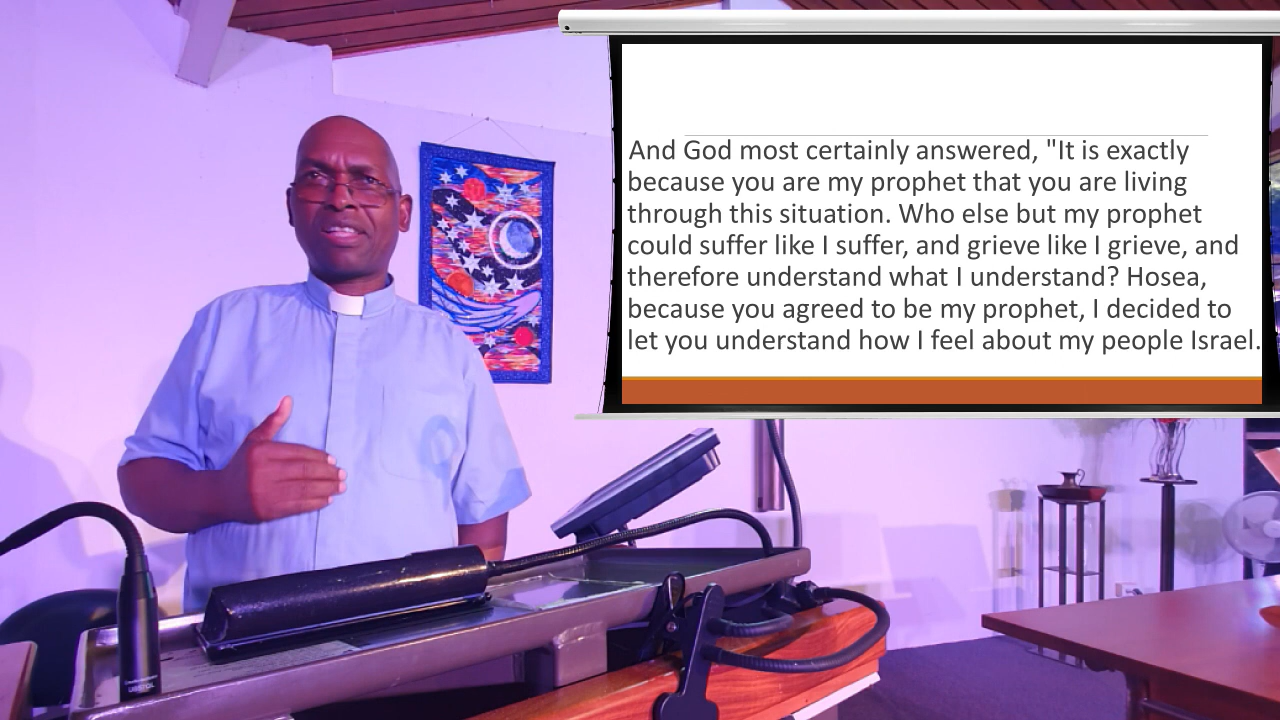 And God most certainly answered, "It is exactly
because you are my prophet that you are living
through this situation. Who else but my prophet
could suffer like I suffer, and grieve like I grieve, and
therefore understand what I understand? Hosea,
because you agreed to be my prophet, I decided to
let you understand how I feel about my people Israel.